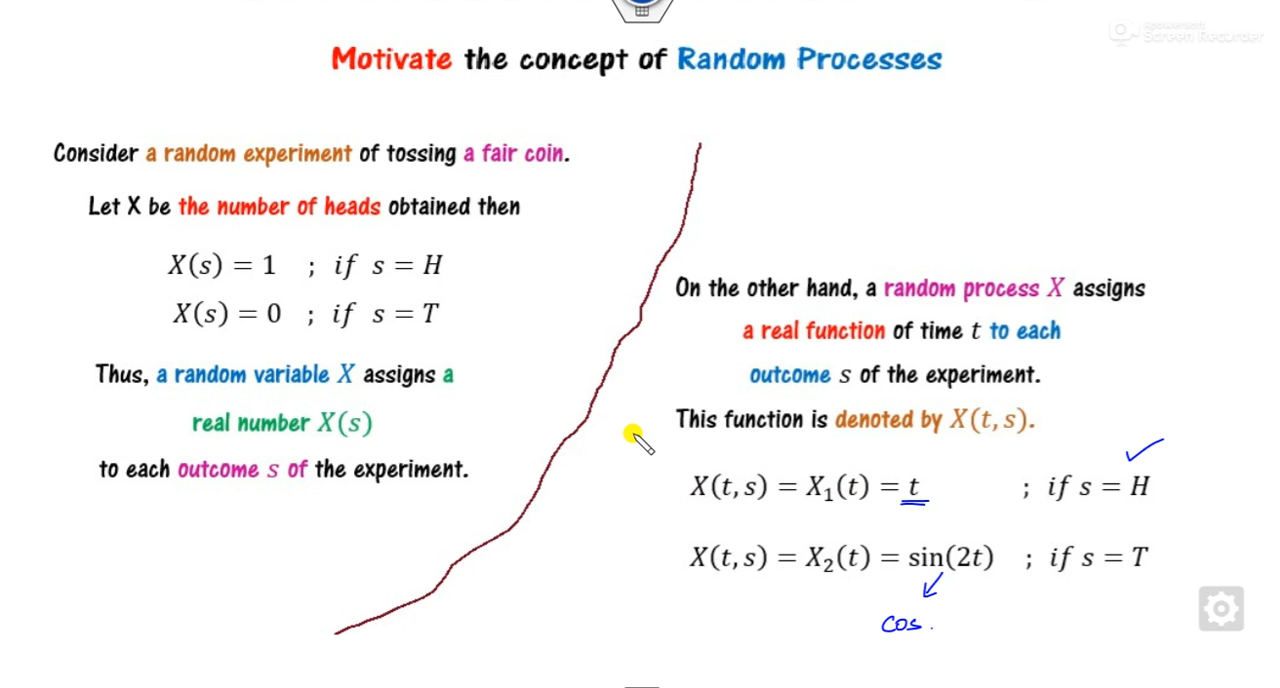 Apowersoft
Screen Recorder
Motivate the concept of Random Processes
Consider a random experiment of tossing a fair coin.
Let X be the number of heads obtained then
X(s) = 1 ; if s = H
X(s) = 0 ; if s = T
Thus, a random variable X assigns a
real number X(s)
to each outcome s of the experiment.
On the other hand, a random process X assigns
a real function of time t to each
outcome s of the experiment.
This function is denoted by X(t, s).
X(t, s) = X₁(t) = t ; if s = H
X(t, s) = X₂(t) = sin(2t) ; if s = T
cos.